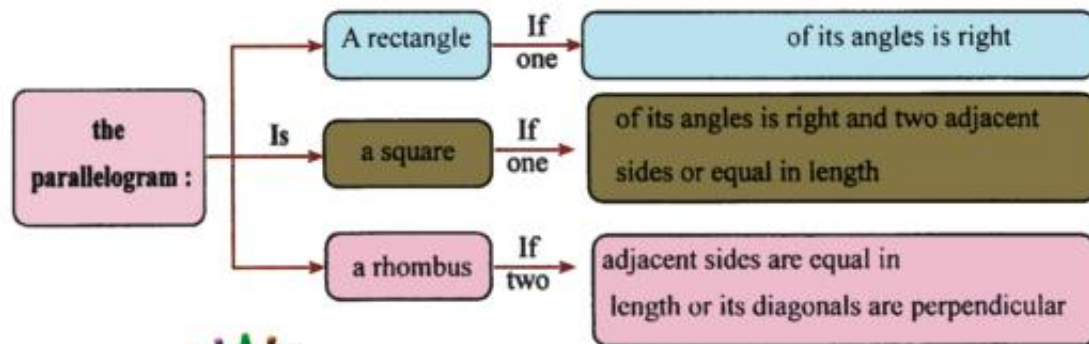 the
parallelogram :
Is
A rectangle
If
one
of its angles is right
a square
If
one
of its angles is right and two adjacent
sides or equal in length
a rhombus
If
two
adjacent sides are equal in
length or its diagonals are perpendicular